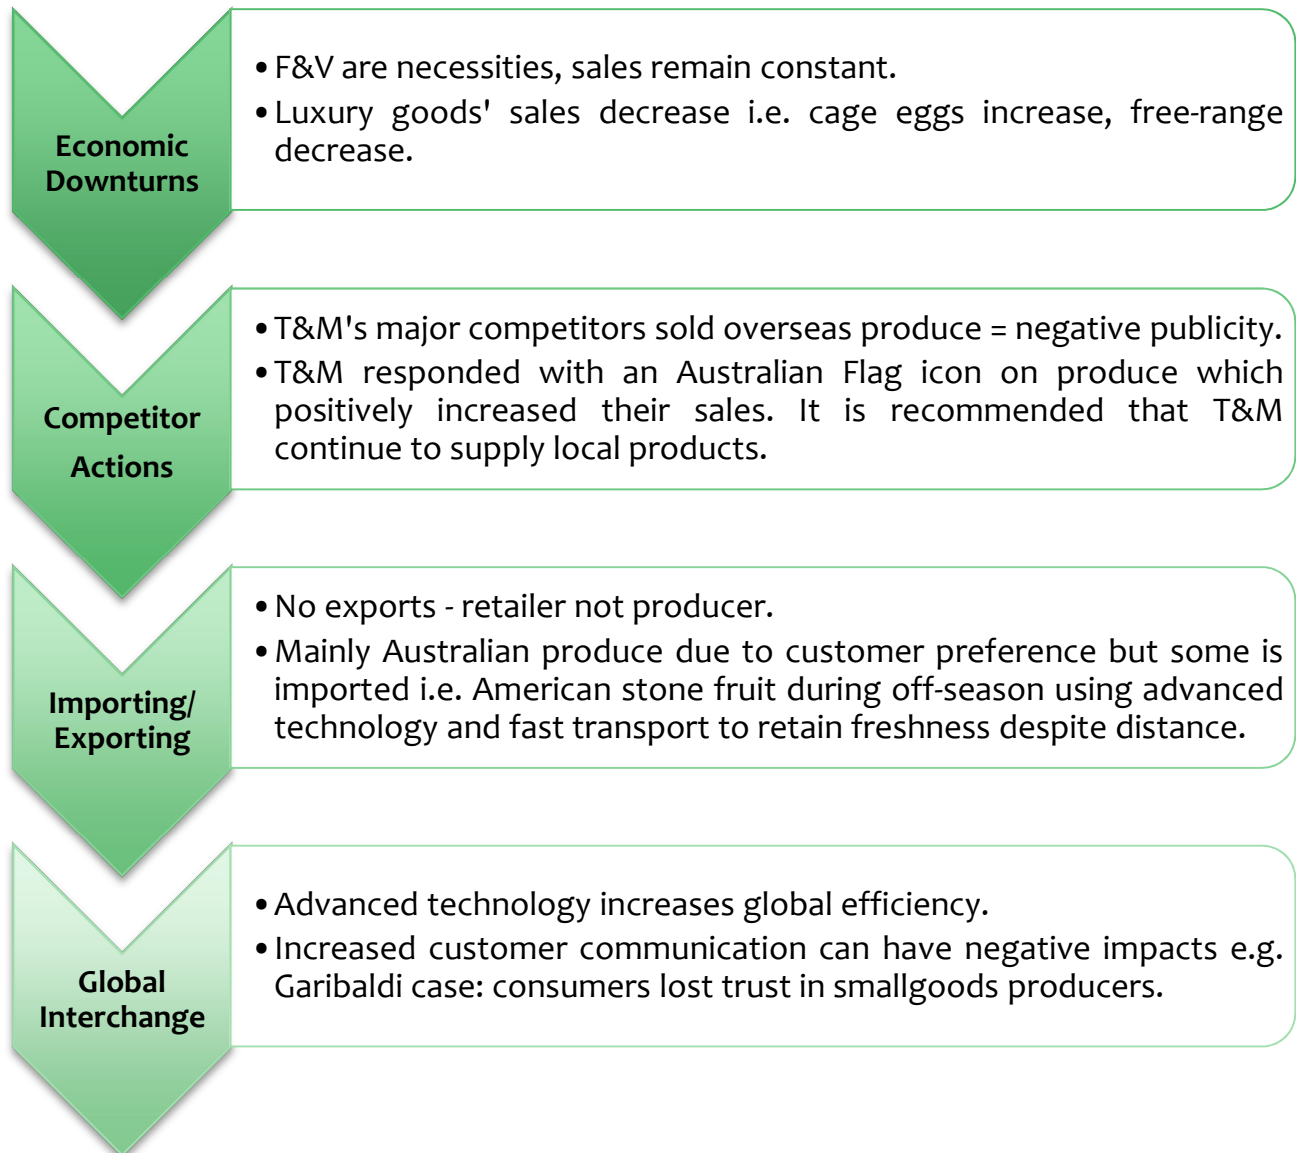 Economic
Downturns
•F&V are necessities, sales remain constant.
•Luxury goods' sales decrease i.e. cage eggs increase, free-range
decrease.
Competitor
Actions
•T&M's major competitors sold overseas produce = negative publicity.
•T&M responded with an Australian Flag icon on produce which
positively increased their sales. It is recommended that T&M
continue to supply local products.
Importing/
Exporting
•No exports - retailer not producer.
•Mainly Australian produce due to customer preference but some is
imported i.e. American stone fruit during off-season using advanced
technology and fast transport to retain freshness despite distance.
Global
Interchange
•Advanced technology increases global efficiency.
•Increased customer communication can have negative impacts e.g.
Garibaldi case: consumers lost trust in smallgoods producers.